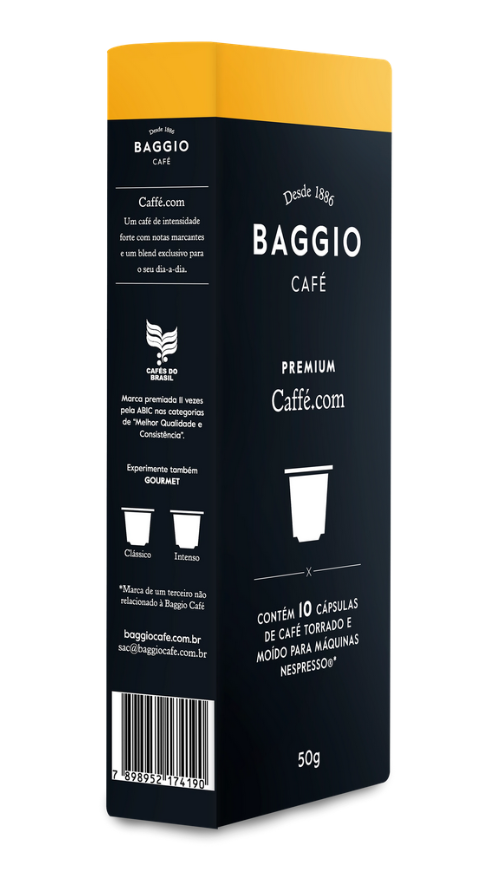 Desde 1886
BAGGIO
CAFÉ
Caffé.com
Um café de intensidade
forte com notas marcantes
e um blend exclusivo para
o seu dia-a-dia.
CAFÉS DO
BRASIL
Marca premiada 11 vezes
pela ABIC nas categorias
de "Melhor Qualidade e
Consistência".
Experimente também
GOURMET
Clássico
Intenso
*Marca de um terceiro não
relacionado à Baggio Café
baggiocafe.com.br
sac@baggiocafe.com.br
7 898952 174190
Desde 1886
BAGGIO
CAFÉ
PREMIUM
Caffé.com
X
CONTÉM 10 CÁPSULAS
DE CAFÉ TORRADO E
MOÍDO PARA MÁQUINAS
NESPRESSO®*
50g